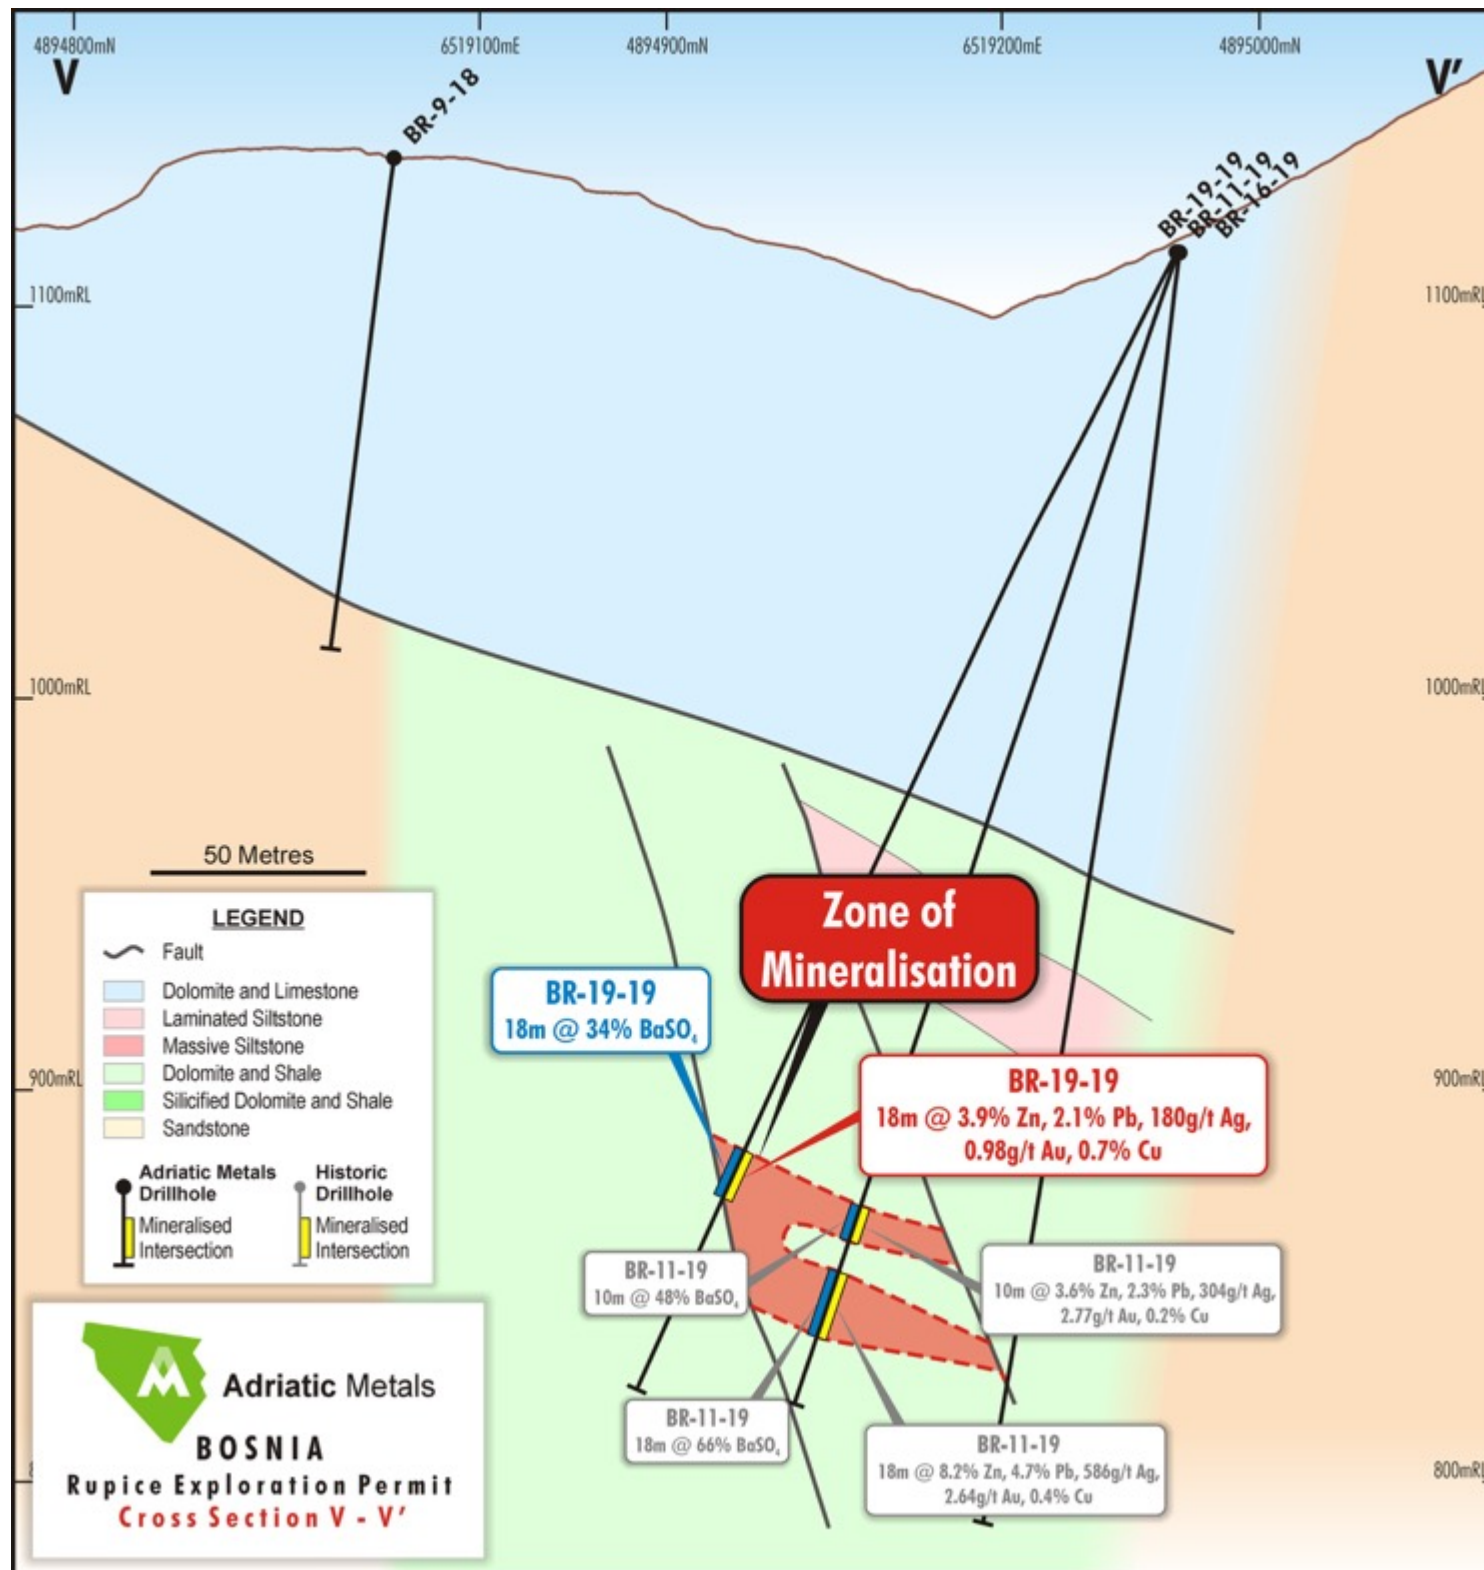 4894800mN
6519100mE
4894900mN
6519200mE
4895000mN
V
V'
BR-9-18
BR-19-19
BR-11-19
BR-16-19
1100mRL
1100mRL
1000mRL
1000mRL
50 Metres
LEGEND
Fault
Dolomite and Limestone
Laminated Siltstone
Massive Siltstone
Dolomite and Shale
Silicified Dolomite and Shale
Sandstone
Adriatic Metals
Drillhole
Mineralised
Intersection
Historic
Drillhole
Mineralised
Intersection
Zone of
Mineralisation
BR-19-19
18m @ 34% BaSO₄
900mRL
900mRL
BR-19-19
18m @ 3.9% Zn, 2.1% Pb, 180g/t Ag,
0.98g/t Au, 0.7% Cu
BR-11-19
10m @ 48% BaSO₄
BR-11-19
10m @ 3.6% Zn, 2.3% Pb, 304g/t Ag,
2.77g/t Au, 0.2% Cu
BR-11-19
18m @ 66% BaSO₄
BR-11-19
18m @ 8.2% Zn, 4.7% Pb, 586g/t Ag,
2.64g/t Au, 0.4% Cu
800mRL
Adriatic Metals
BOSNIA
Rupice Exploration Permit
Cross Section V - V'